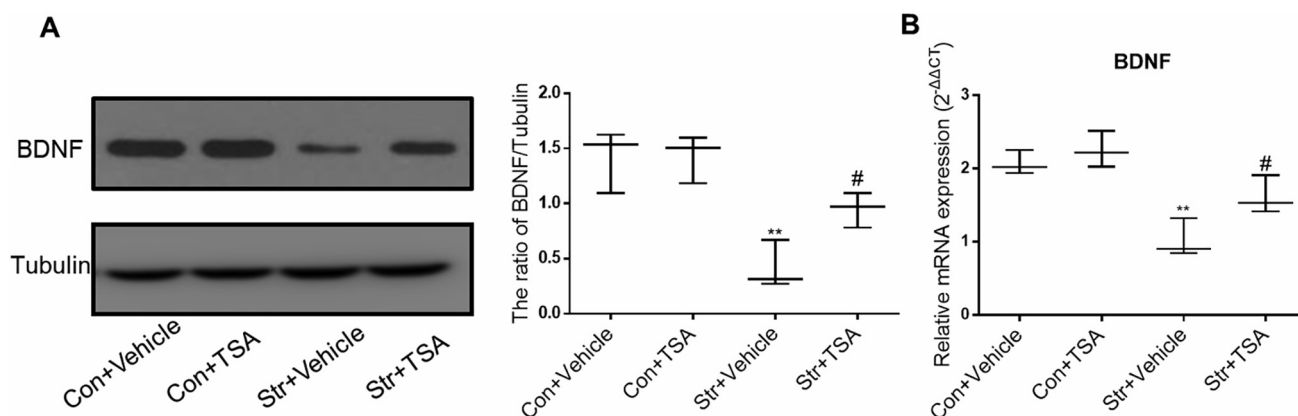 A
BDNF
Tubulin
Con+Vehicle
Con+TSA
Str+Vehicle
Str+TSA
The ratio of BDNF/Tubulin
2.0
1.5
1.0
0.5
0.0
**
#
Con+Vehicle
Con+TSA
Str+Vehicle
Str+TSA
B
BDNF
Relative mRNA expression (2-ΔΔCT)
3
2
1
0
**
#
Con+Vehicle
Con+TSA
Str+Vehicle
Str+TSA